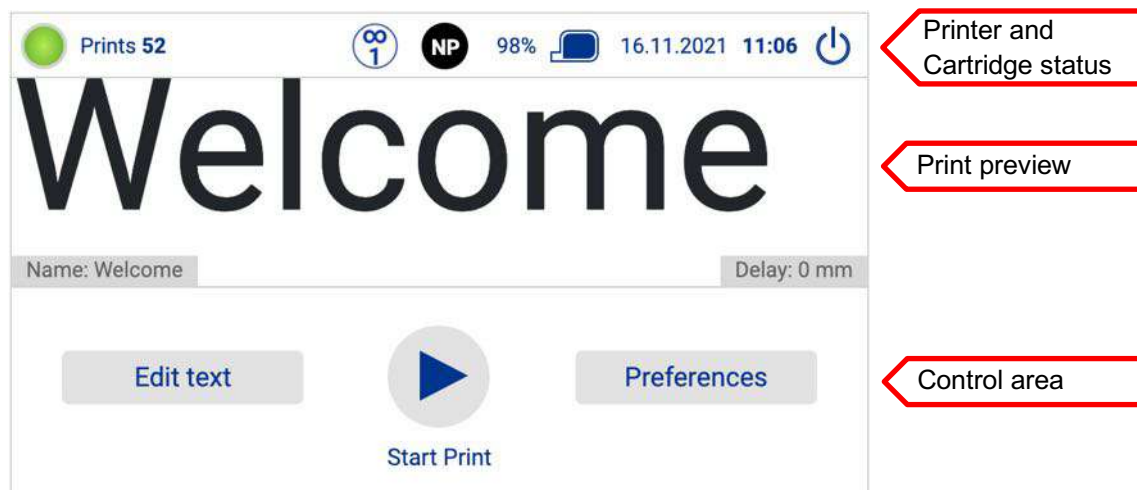 Prints 52 ∞ 1 NP 98% 16.11.2021 11:06
Printer and
Cartridge status
Welcome
Print preview
Name: Welcome Delay: 0 mm
Edit text Preferences
Control area
Start Print